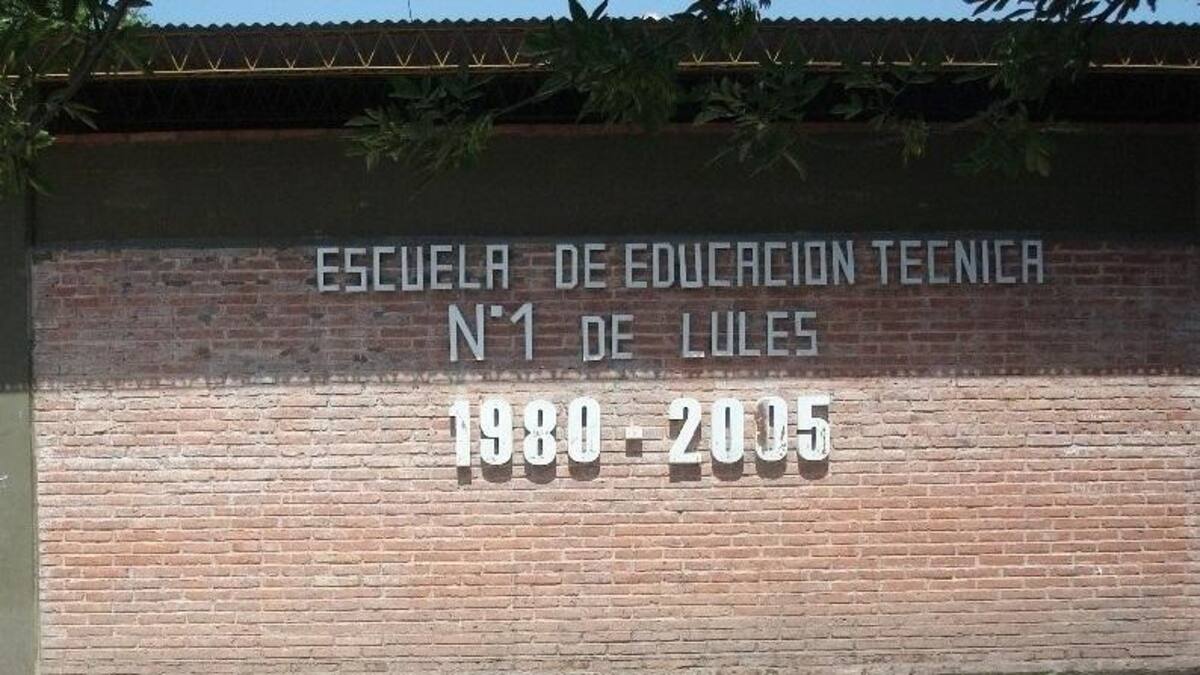 ESCUELA DE EDUCACION TECNICA
N°1 DE LULES
1980-2005